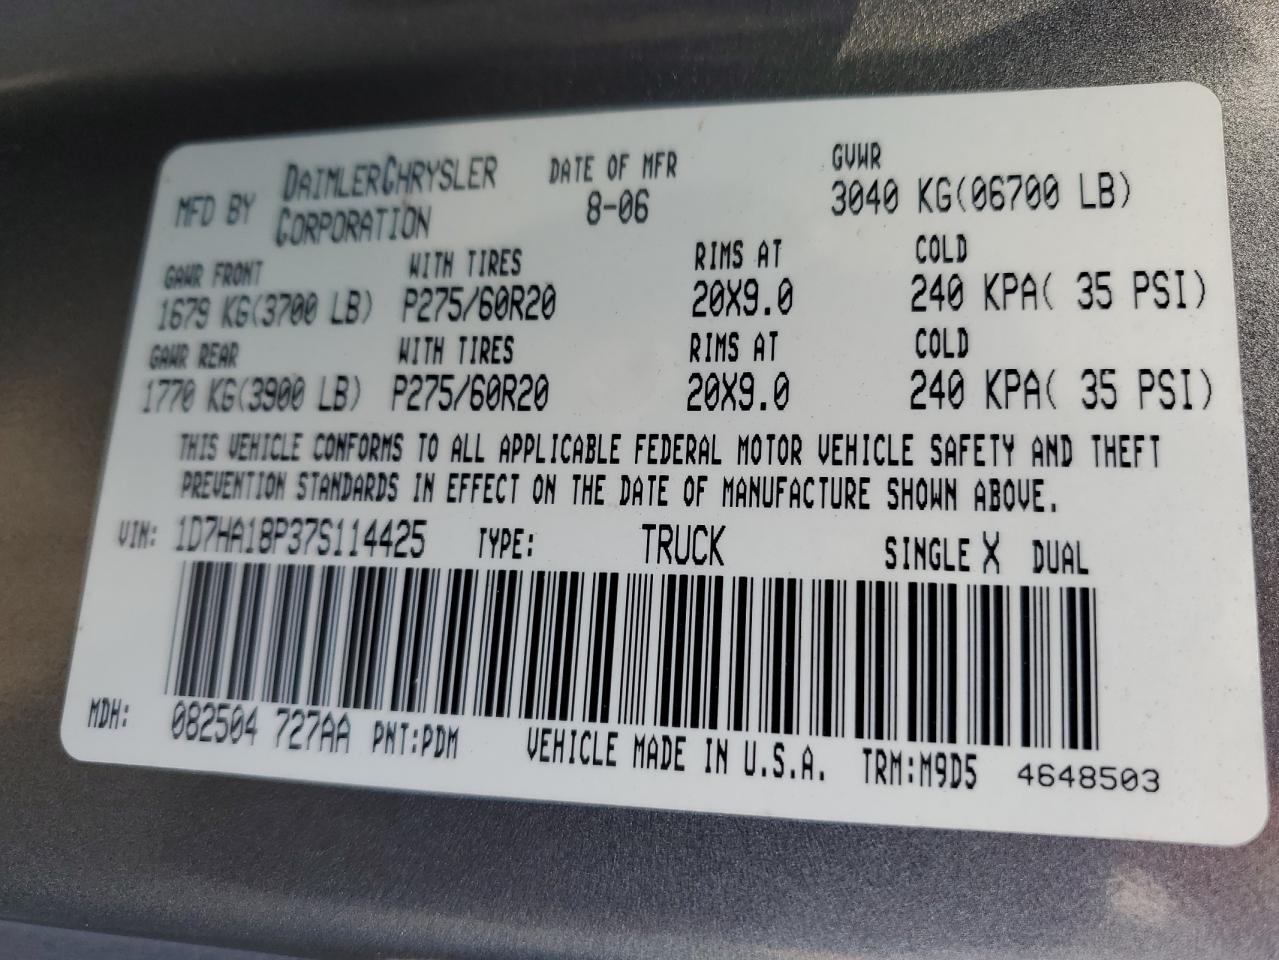 MFD BY DAIMLERCHRYSLER CORPORATION DATE OF MFR 8-06 GVWR 3040 KG(06700 LB)
GAWR FRONT WITH TIRES RIMS AT COLD
1679 KG(3700 LB) P275/60R20 20X9.0 240 KPA( 35 PSI)
GAWR REAR WITH TIRES RIMS AT COLD
1770 KG(3900 LB) P275/60R20 20X9.0 240 KPA( 35 PSI)
THIS VEHICLE CONFORMS TO ALL APPLICABLE FEDERAL MOTOR VEHICLE SAFETY AND THEFT
PREVENTION STANDARDS IN EFFECT ON THE DATE OF MANUFACTURE SHOWN ABOVE.
VIN: 1D7HA18P37S114425 TYPE: TRUCK SINGLE X DUAL
MDH: 082504 727AA PNT:PDM VEHICLE MADE IN U.S.A. TRM:M9D5 4648503